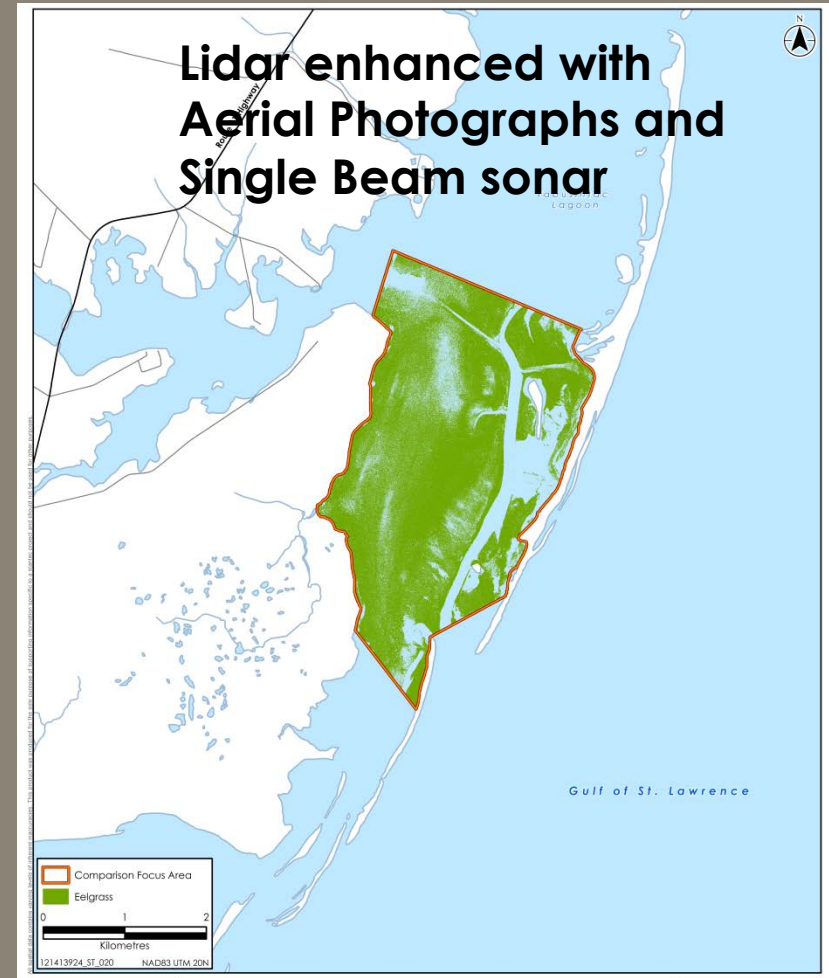 N
Lidar enhanced with
Aerial Photographs and
Single Beam sonar
Highway
Lagoon
Gulf of St. Lawrence
Comparison Focus Area
Eelgrass
0 1 2
Kilometres
121413924_ST_020 NAD83 UTM 20N